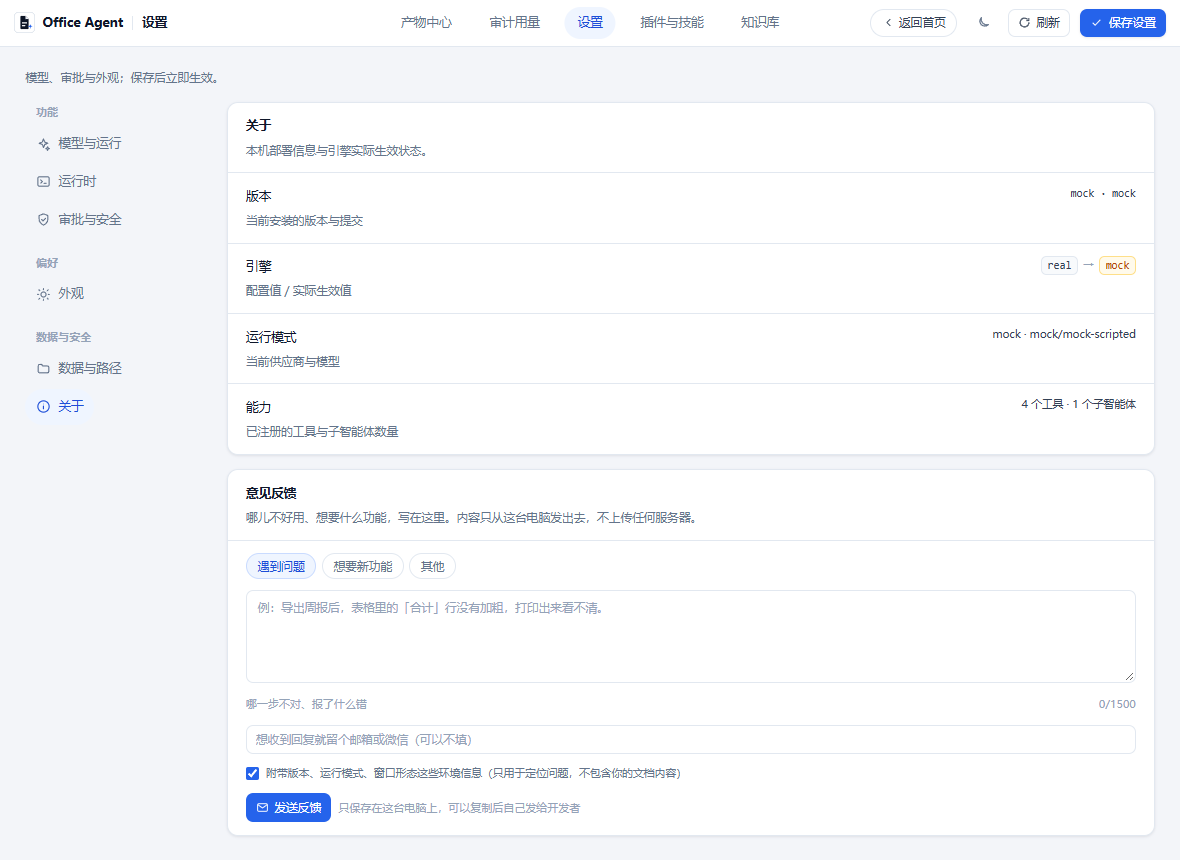 Office Agent 设置 产物中心 审计用量 设置 插件与技能 知识库 返回首页 刷新 保存设置
模型、审批与外观；保存后立即生效。
功能
模型与运行
运行时
审批与安全
偏好
外观
数据与安全
数据与路径
关于
关于
本机部署信息与引擎实际生效状态。
版本
mock · mock
当前安装的版本与提交
引擎
real → mock
配置值 / 实际生效值
运行模式
mock · mock/mock-scripted
当前供应商与模型
能力
4 个工具 · 1 个子智能体
已注册的工具与子智能体数量
意见反馈
哪儿不好用、想要什么功能，写在这里。内容只从这台电脑发出去，不上传任何服务器。
遇到问题 想要新功能 其他
例：导出周报后，表格里的「合计」行没有加粗，打印出来看不清。
哪一步不对、报了什么错 0/1500
想收到回复就留个邮箱或微信（可以不填）
附带版本、运行模式、窗口形态这些环境信息（只用于定位问题，不包含你的文档内容）
发送反馈 只保存在这台电脑上，可以复制后自己发给开发者